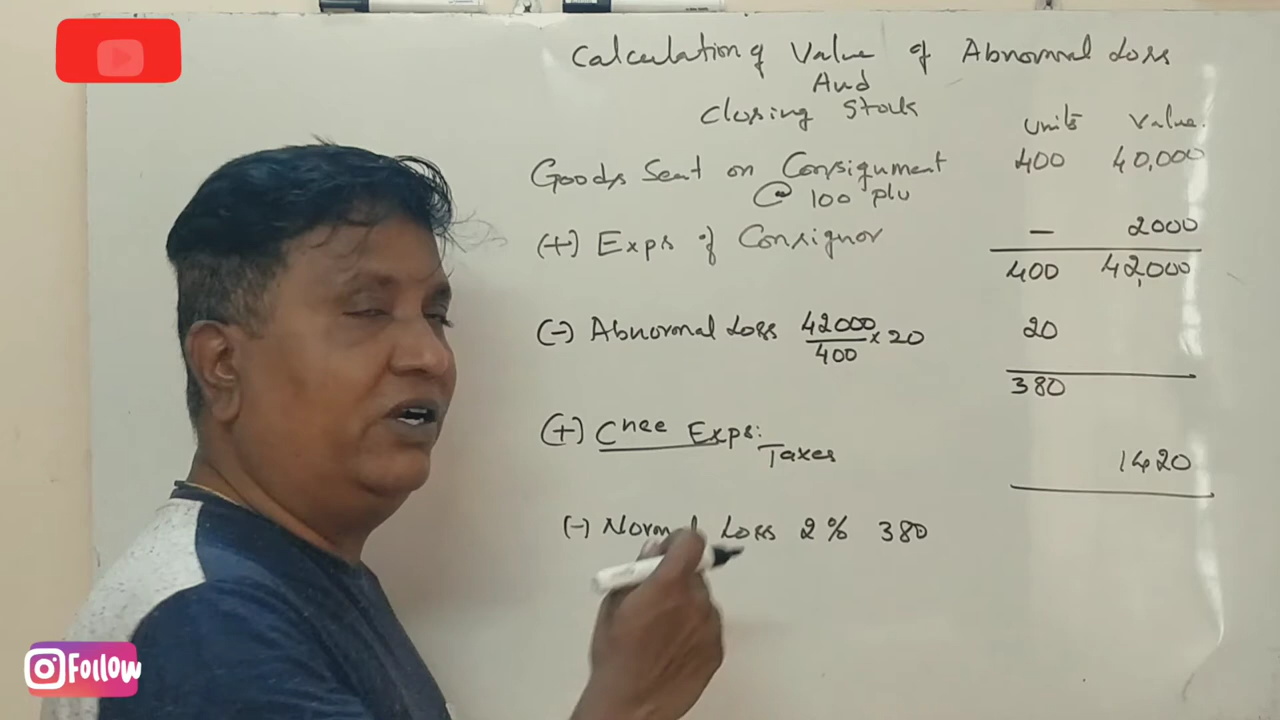 Calculation of Value of Abnormal Loss
And
Closing Stock
Units Value.
Goods Sent on Consignment 400 40,000
@ 100 p/u
(+) Exps of Consignor — 2000
400 42,000
(-) Abnormal Loss 42000/400 x 20 20
380
(+) Cnee Exps:
Taxes 1420
(-) Normal Loss 2% 380
Follow